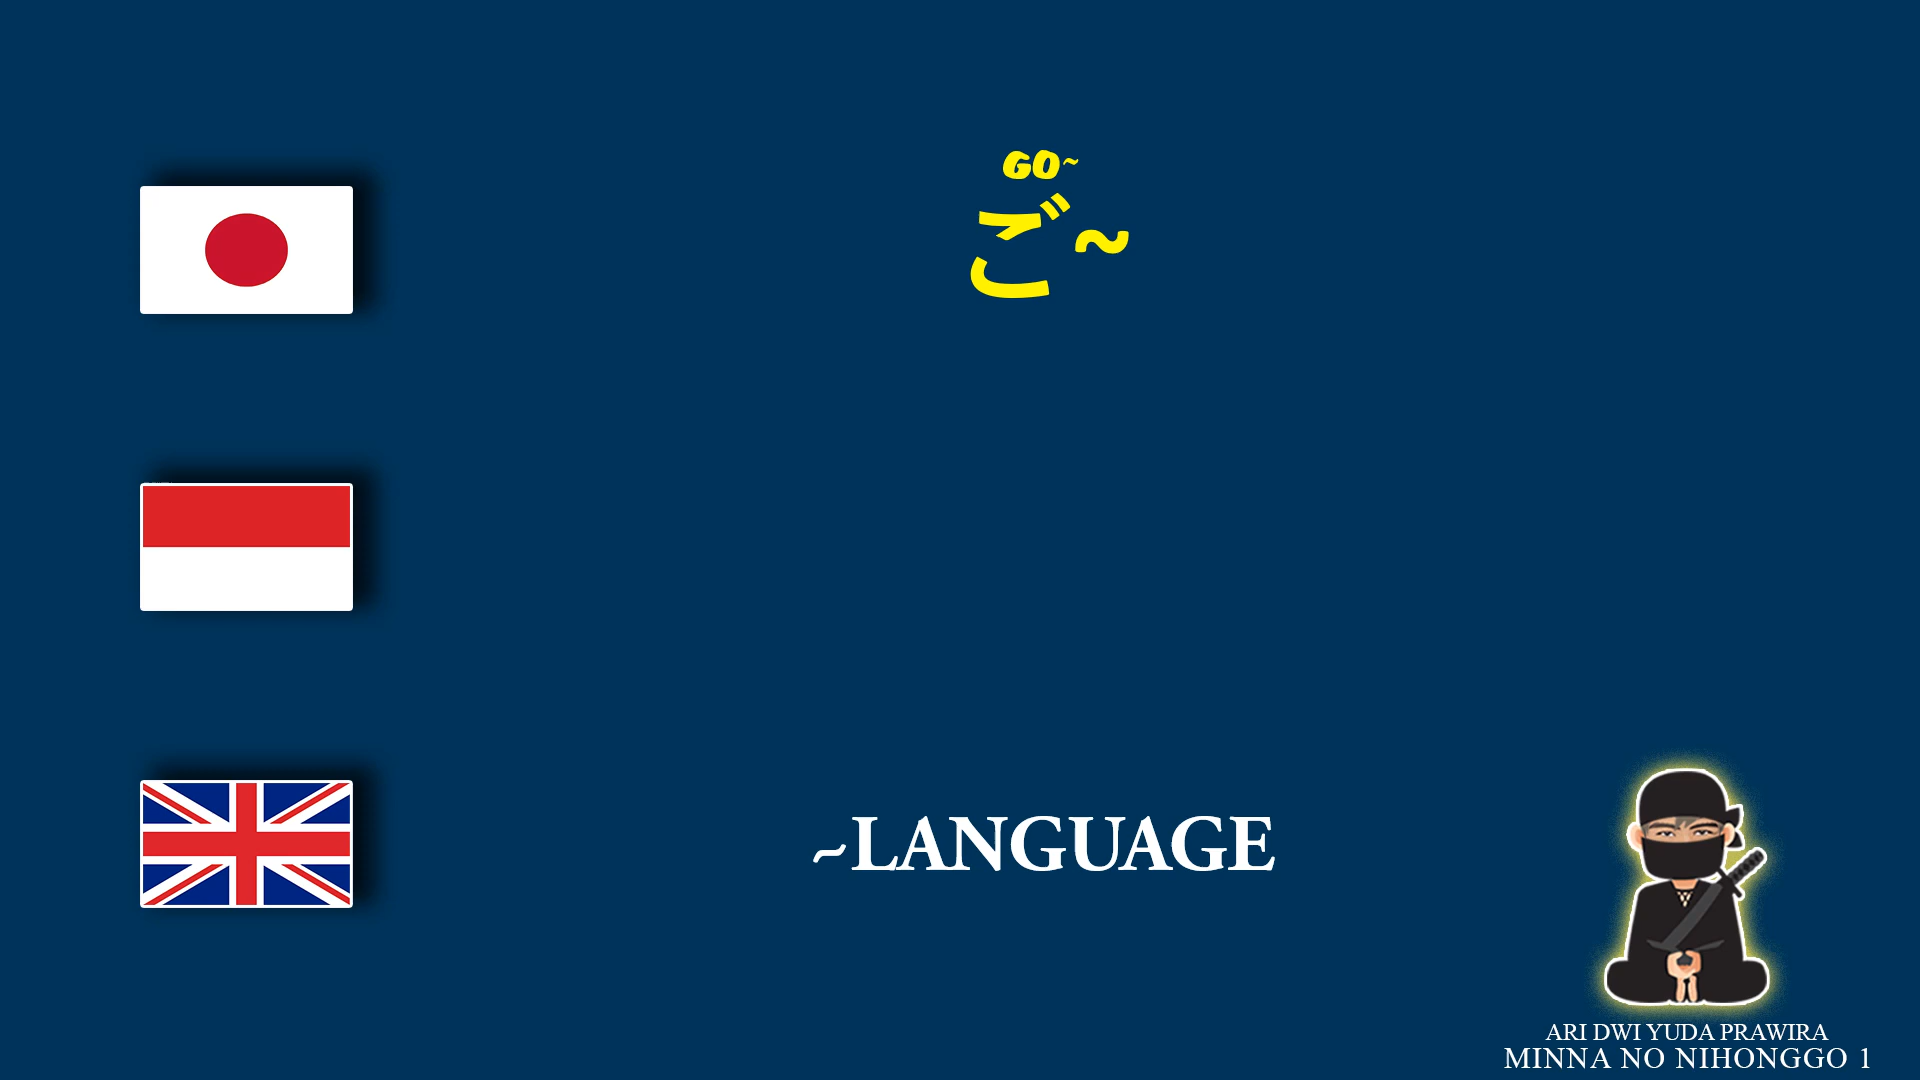 GO~
ご~
~LANGUAGE
ARI DWI YUDA PRAWIRA
MINNA NO NIHONGGO 1